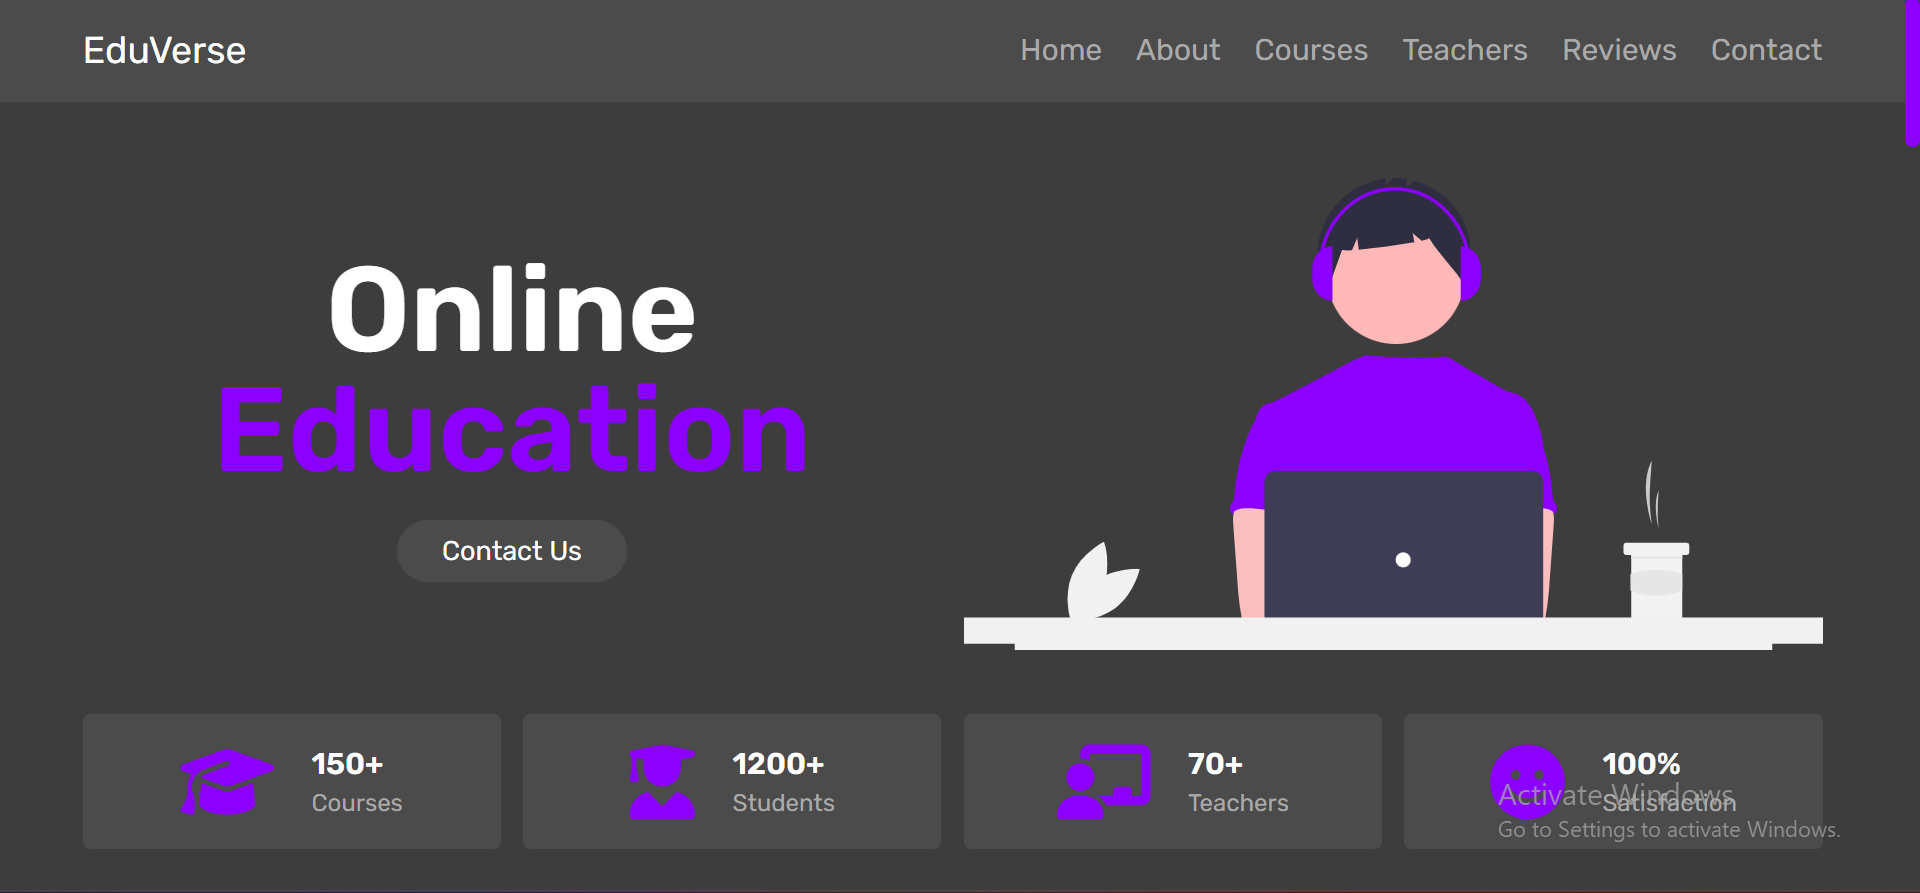 EduVerse
Home About Courses Teachers Reviews Contact
Online
Education
Contact Us
150+
Courses
1200+
Students
70+
Teachers
100%
Satisfaction
Activate Windows
Go to Settings to activate Windows.